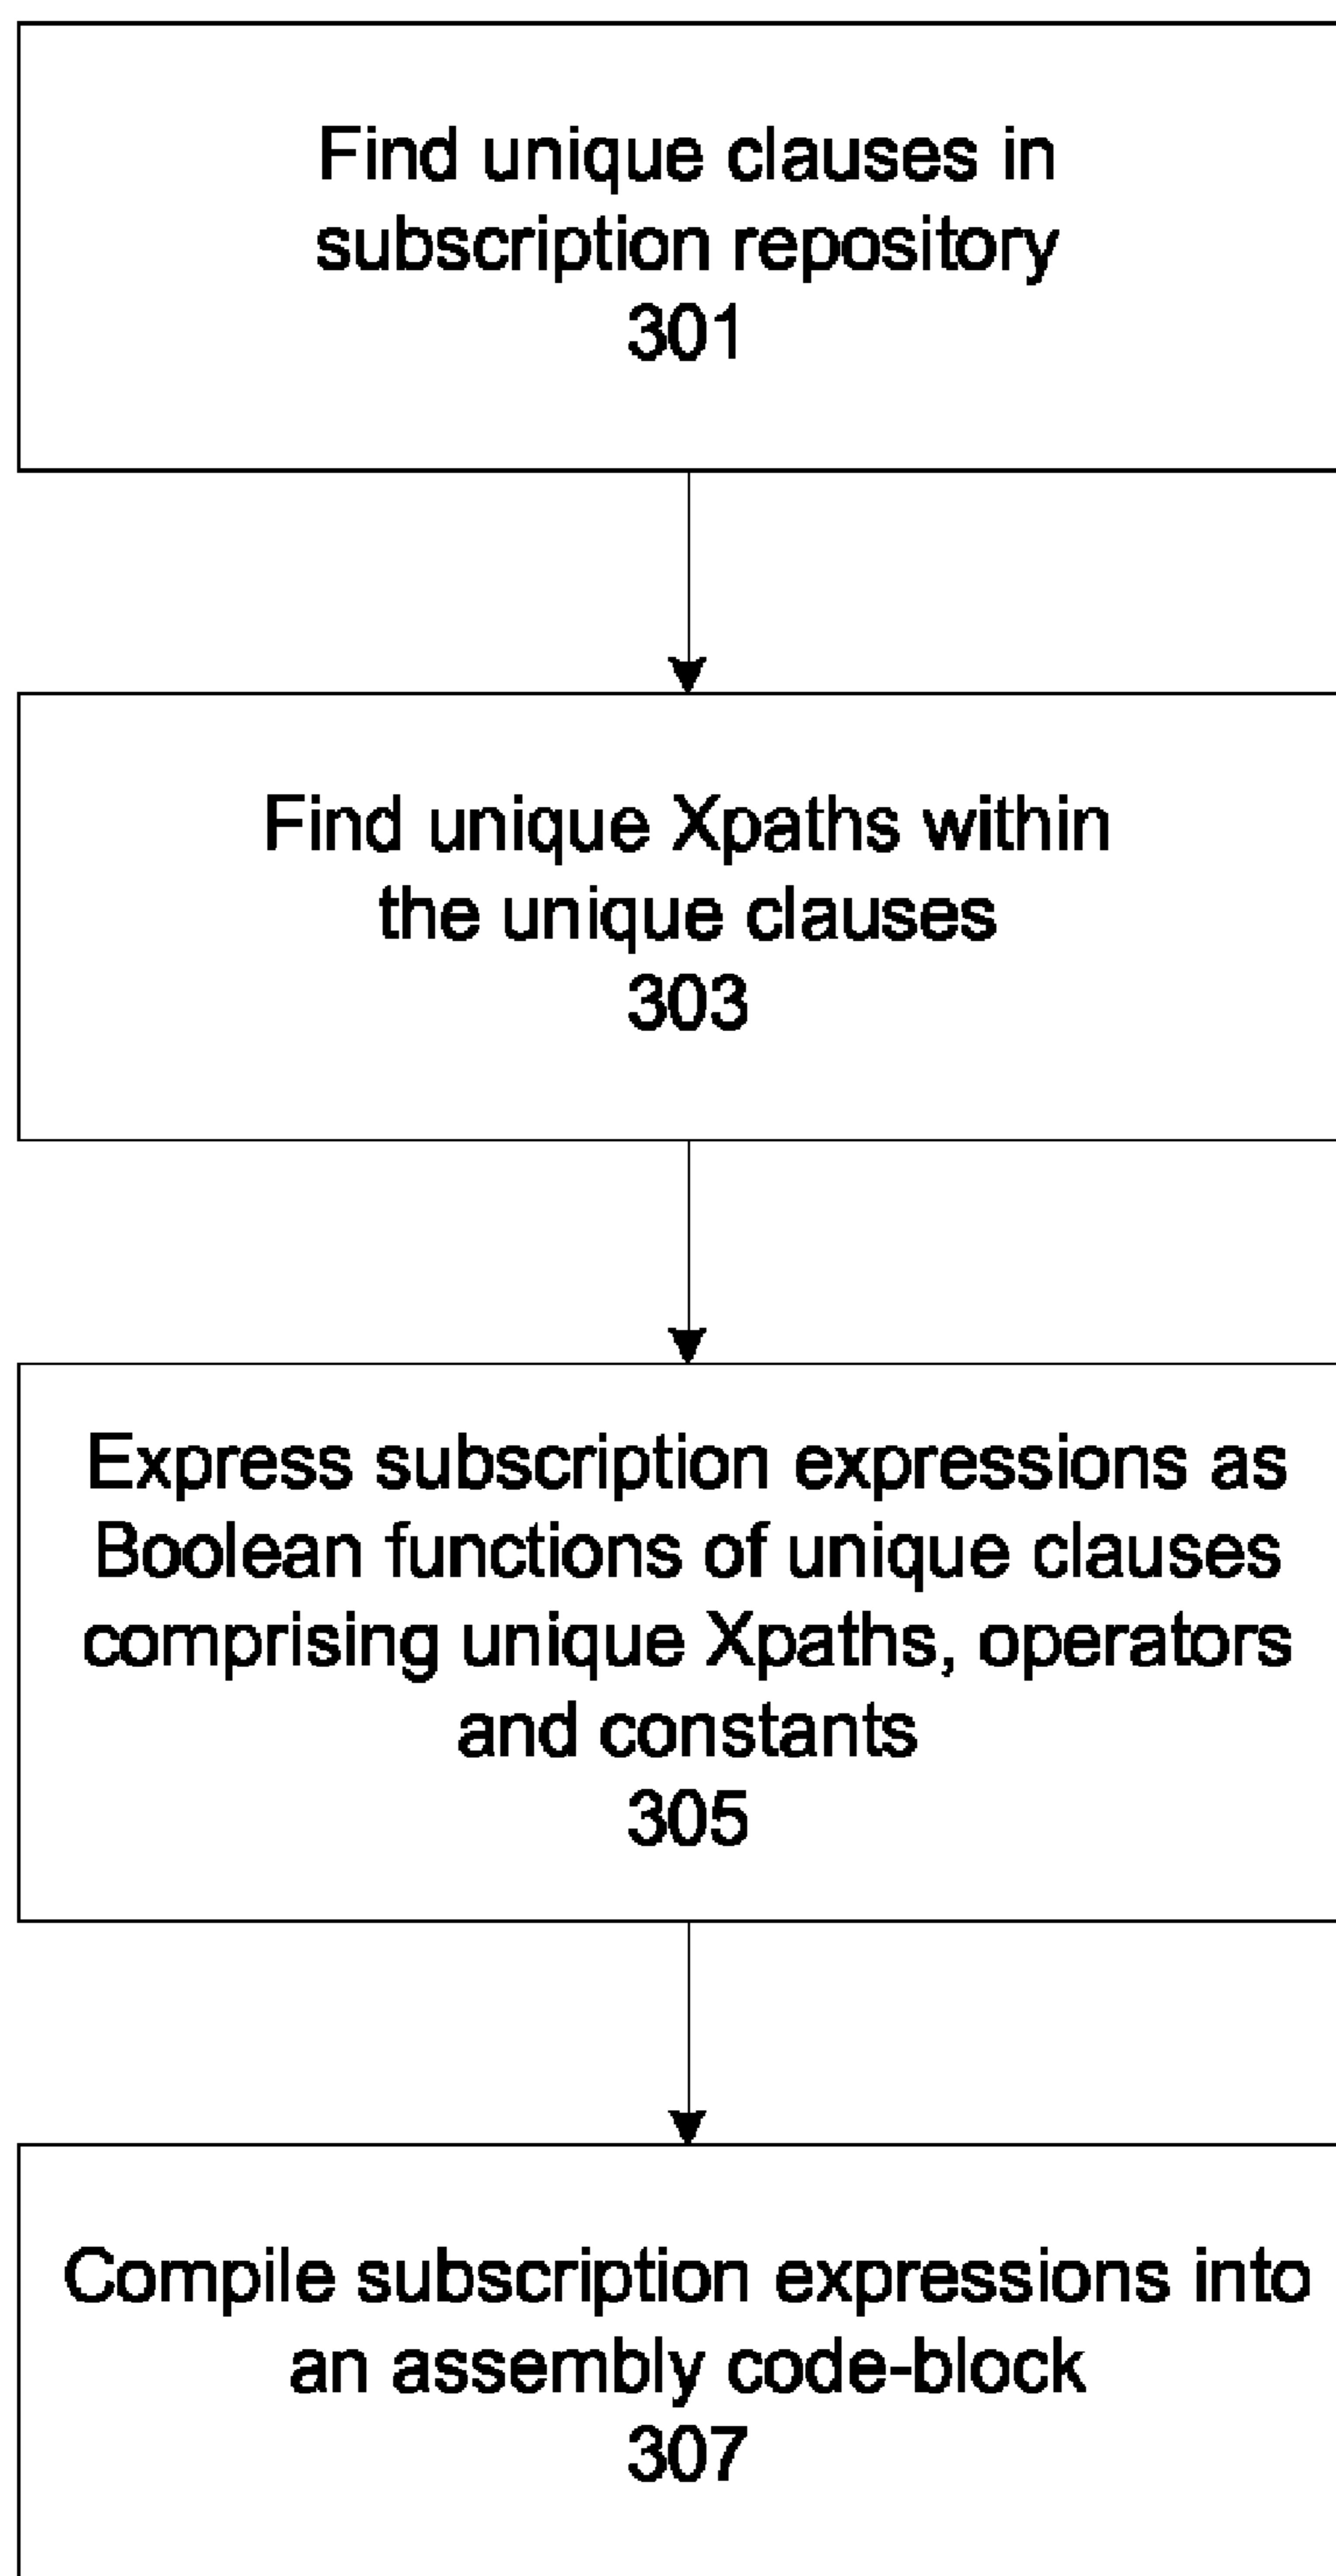 Find unique clauses in
subscription repository
301
Find unique Xpaths within
the unique clauses
303
Express subscription expressions as
Boolean functions of unique clauses
comprising unique Xpaths, operators
and constants
305
Compile subscription expressions into
an assembly code-block
307